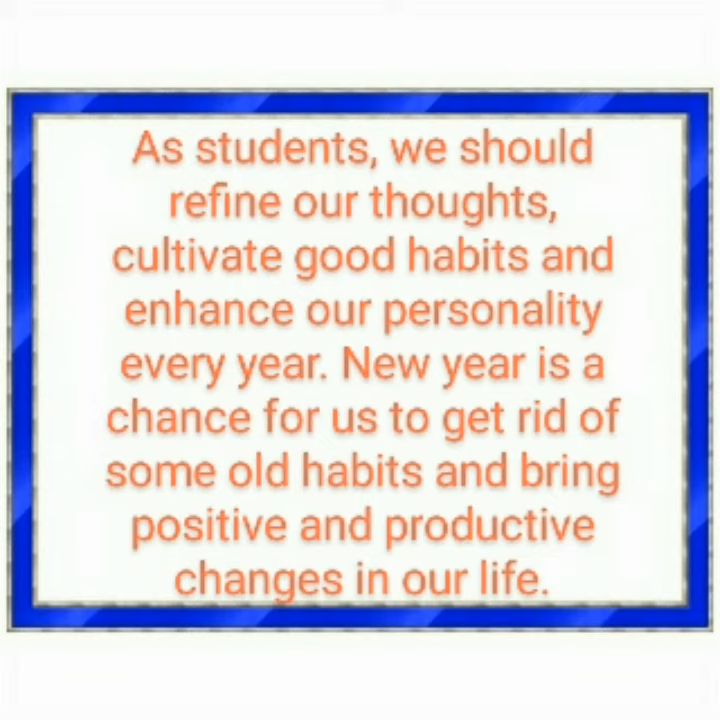 As students, we should
refine our thoughts,
cultivate good habits and
enhance our personality
every year. New year is a
chance for us to get rid of
some old habits and bring
positive and productive
changes in our life.